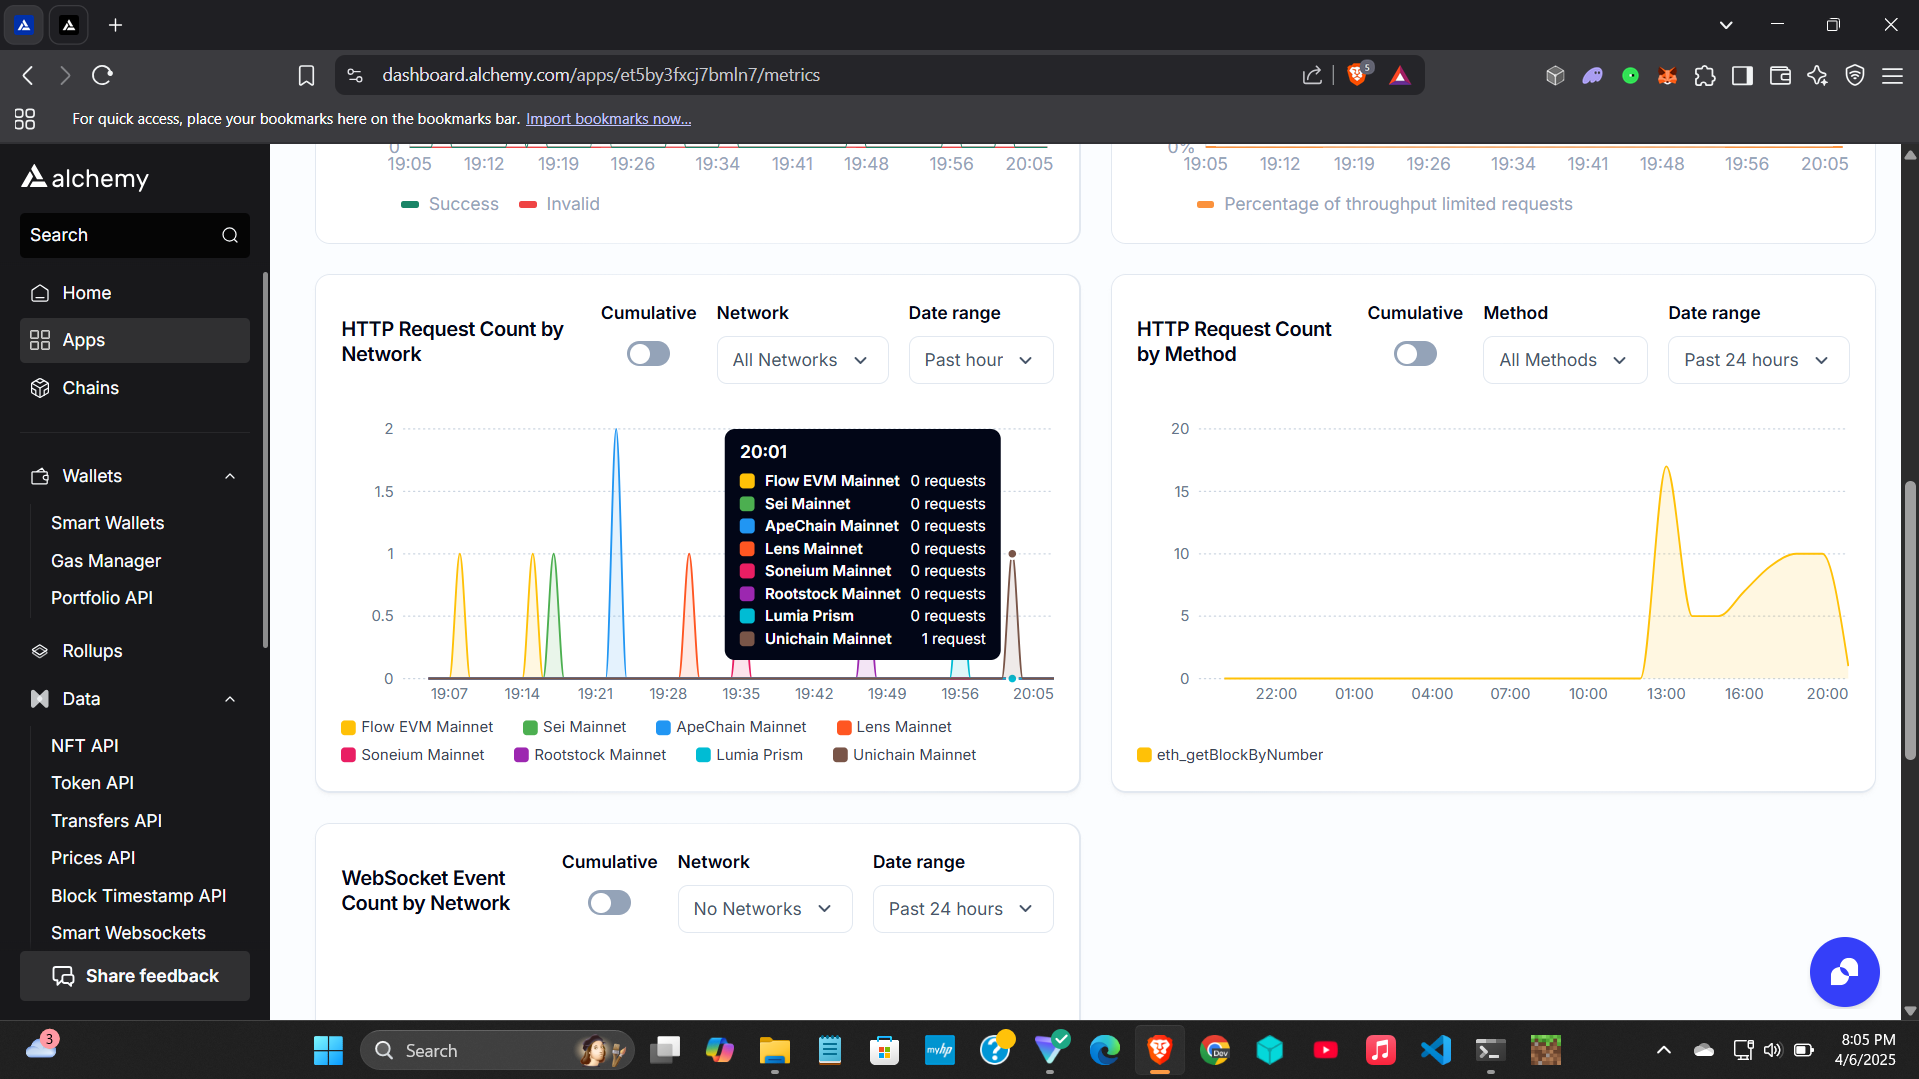 dashboard.alchemy.com/apps/et5by3fxcj7bmln7/metrics
5
For quick access, place your bookmarks here on the bookmarks bar. Import bookmarks now...
alchemy
Search
Home
Apps
Chains
Wallets
Smart Wallets
Gas Manager
Portfolio API
Rollups
Data
NFT API
Token API
Transfers API
Prices API
Block Timestamp API
Smart Websockets
Share feedback
0
19:05 19:12 19:19 19:26 19:34 19:41 19:48 19:56 20:05
Success Invalid
0%
19:05 19:12 19:19 19:26 19:34 19:41 19:48 19:56 20:05
Percentage of throughput limited requests
HTTP Request Count by
Network
Cumulative Network Date range
All Networks Past hour
2
1.5
1
0.5
0
20:01
Flow EVM Mainnet 0 requests
Sei Mainnet 0 requests
ApeChain Mainnet 0 requests
Lens Mainnet 0 requests
Soneium Mainnet 0 requests
Rootstock Mainnet 0 requests
Lumia Prism 0 requests
Unichain Mainnet 1 request
19:07 19:14 19:21 19:28 19:35 19:42 19:49 19:56 20:05
Flow EVM Mainnet Sei Mainnet ApeChain Mainnet Lens Mainnet
Soneium Mainnet Rootstock Mainnet Lumia Prism Unichain Mainnet
HTTP Request Count
by Method
Cumulative Method Date range
All Methods Past 24 hours
20
15
10
5
0
22:00 01:00 04:00 07:00 10:00 13:00 16:00 20:00
eth_getBlockByNumber
WebSocket Event
Count by Network
Cumulative Network Date range
No Networks Past 24 hours
3
Search
myhp
Dev
8:05 PM
4/6/2025